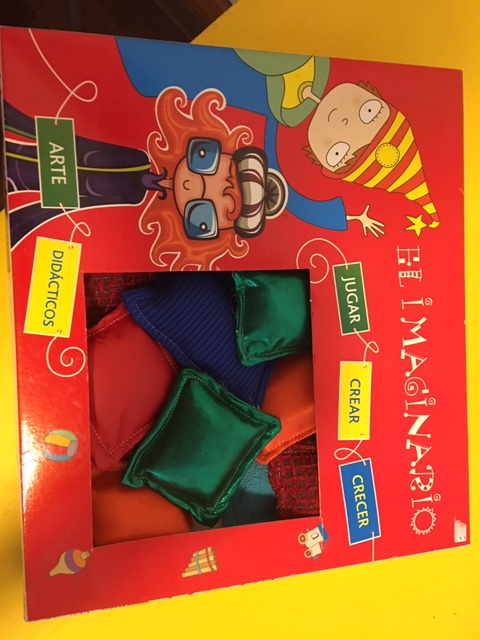 EL IMAGINARIO
JUGAR
CREAR
CRECER
ARTE
DIDÁCTICOS